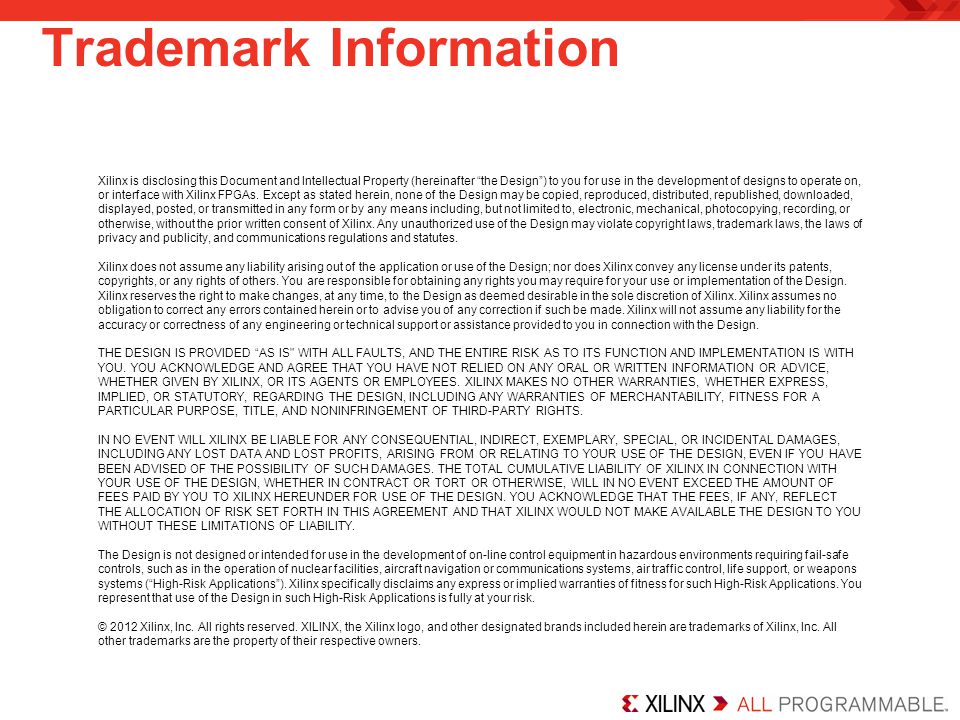 Trademark Information
Xilinx is disclosing this Document and Intellectual Property (hereinafter “the Design”) to you for use in the development of designs to operate on,
or interface with Xilinx FPGAs. Except as stated herein, none of the Design may be copied, reproduced, distributed, republished, downloaded,
displayed, posted, or transmitted in any form or by any means including, but not limited to, electronic, mechanical, photocopying, recording, or
otherwise, without the prior written consent of Xilinx. Any unauthorized use of the Design may violate copyright laws, trademark laws, the laws of
privacy and publicity, and communications regulations and statutes.
Xilinx does not assume any liability arising out of the application or use of the Design; nor does Xilinx convey any license under its patents,
copyrights, or any rights of others. You are responsible for obtaining any rights you may require for your use or implementation of the Design.
Xilinx reserves the right to make changes, at any time, to the Design as deemed desirable in the sole discretion of Xilinx. Xilinx assumes no
obligation to correct any errors contained herein or to advise you of any correction if such be made. Xilinx will not assume any liability for the
accuracy or correctness of any engineering or technical support or assistance provided to you in connection with the Design.
THE DESIGN IS PROVIDED “AS IS" WITH ALL FAULTS, AND THE ENTIRE RISK AS TO ITS FUNCTION AND IMPLEMENTATION IS WITH
YOU. YOU ACKNOWLEDGE AND AGREE THAT YOU HAVE NOT RELIED ON ANY ORAL OR WRITTEN INFORMATION OR ADVICE,
WHETHER GIVEN BY XILINX, OR ITS AGENTS OR EMPLOYEES. XILINX MAKES NO OTHER WARRANTIES, WHETHER EXPRESS,
IMPLIED, OR STATUTORY, REGARDING THE DESIGN, INCLUDING ANY WARRANTIES OF MERCHANTABILITY, FITNESS FOR A
PARTICULAR PURPOSE, TITLE, AND NONINFRINGEMENT OF THIRD-PARTY RIGHTS.
IN NO EVENT WILL XILINX BE LIABLE FOR ANY CONSEQUENTIAL, INDIRECT, EXEMPLARY, SPECIAL, OR INCIDENTAL DAMAGES,
INCLUDING ANY LOST DATA AND LOST PROFITS, ARISING FROM OR RELATING TO YOUR USE OF THE DESIGN, EVEN IF YOU HAVE
BEEN ADVISED OF THE POSSIBILITY OF SUCH DAMAGES. THE TOTAL CUMULATIVE LIABILITY OF XILINX IN CONNECTION WITH
YOUR USE OF THE DESIGN, WHETHER IN CONTRACT OR TORT OR OTHERWISE, WILL IN NO EVENT EXCEED THE AMOUNT OF
FEES PAID BY YOU TO XILINX HEREUNDER FOR USE OF THE DESIGN. YOU ACKNOWLEDGE THAT THE FEES, IF ANY, REFLECT
THE ALLOCATION OF RISK SET FORTH IN THIS AGREEMENT AND THAT XILINX WOULD NOT MAKE AVAILABLE THE DESIGN TO YOU
WITHOUT THESE LIMITATIONS OF LIABILITY.
The Design is not designed or intended for use in the development of on-line control equipment in hazardous environments requiring fail-safe
controls, such as in the operation of nuclear facilities, aircraft navigation or communications systems, air traffic control, life support, or weapons
systems (“High-Risk Applications”). Xilinx specifically disclaims any express or implied warranties of fitness for such High-Risk Applications. You
represent that use of the Design in such High-Risk Applications is fully at your risk.
© 2012 Xilinx, Inc. All rights reserved. XILINX, the Xilinx logo, and other designated brands included herein are trademarks of Xilinx, Inc. All
other trademarks are the property of their respective owners.
XILINX ALL PROGRAMMABLE.